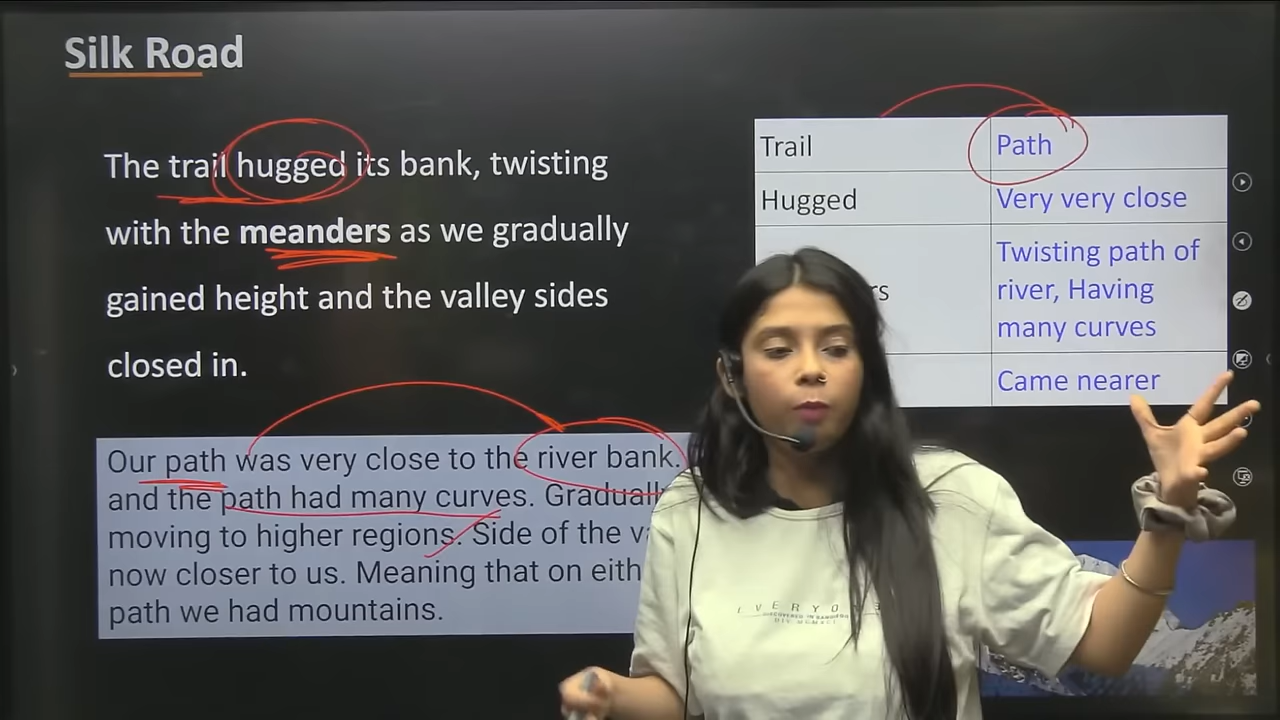 Silk Road
The trail hugged its bank, twisting
with the meanders as we gradually
gained height and the valley sides
closed in.
Trail Path
Hugged Very very close
Twisting path of
river, Having
many curves
Came nearer
Our path was very close to the river bank.
and the path had many curves.
moving to higher regions. Side of the
now closer to us. Meaning that on
path we had mountains.